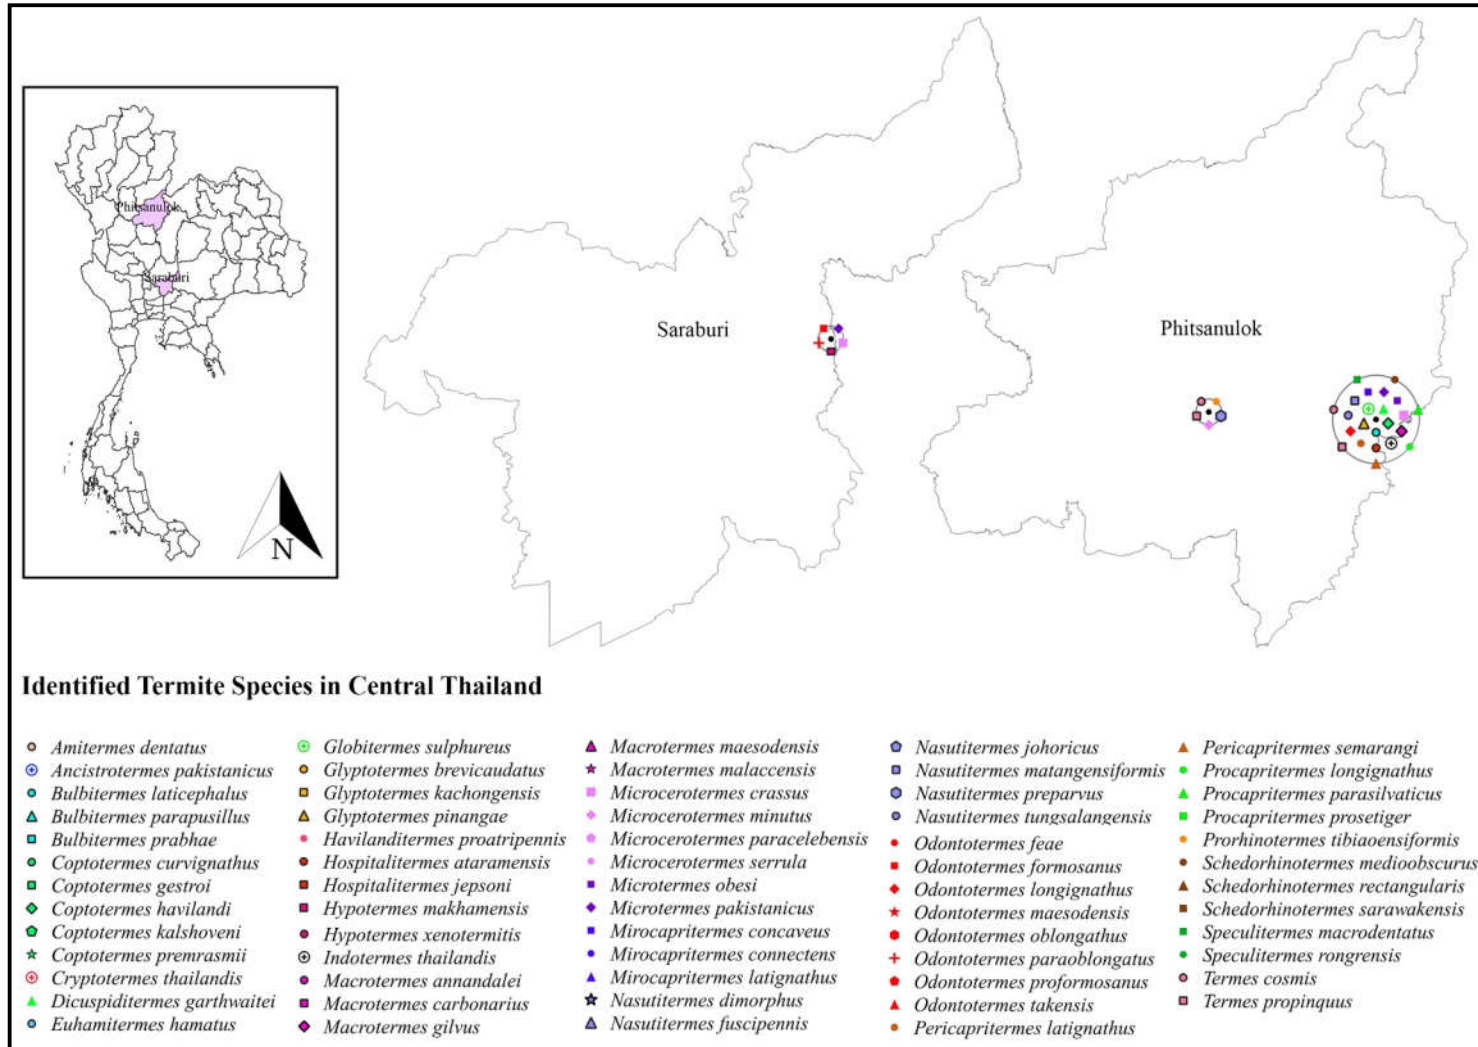 Phitsanulok
Saraburi
N
Saraburi
Phitsanulok
Identified Termite Species in Central Thailand
Amitermes dentatus
Ancistrotermes pakistanicus
Bulbitermes laticephalus
Bulbitermes parapusillus
Bulbitermes prabhae
Coptotermes curvignathus
Coptotermes gestroi
Coptotermes havilandi
Coptotermes kalshoveni
Coptotermes premrasmii
Cryptotermes thailandis
Dicuspiditermes garthwaitei
Euhamitermes hamatus
Globitermes sulphureus
Glyptotermes brevicaudatus
Glyptotermes kachongensis
Glyptotermes pinangae
Havilanditermes proatripennis
Hospitalitermes ataramensis
Hospitalitermes jepsoni
Hypotermes makhamensis
Hypotermes xenotermitis
Indotermes thailandis
Macrotermes annandalei
Macrotermes carbonarius
Macrotermes gilvus
Macrotermes maesodensis
Macrotermes malaccensis
Microcerotermes crassus
Microcerotermes minutus
Microcerotermes paracelebensis
Microcerotermes serrula
Microtermes obesi
Microtermes pakistanicus
Mirocapritermes concaveus
Mirocapritermes connectens
Mirocapritermes latignathus
Nasutitermes dimorphus
Nasutitermes fuscipennis
Nasutitermes johoricus
Nasutitermes matangensiformis
Nasutitermes preparvus
Nasutitermes tungsalangensis
Odontotermes feae
Odontotermes formosanus
Odontotermes longignathus
Odontotermes maesodensis
Odontotermes oblongathus
Odontotermes paraoblongatus
Odontotermes proformosanus
Odontotermes takensis
Pericapritermes latignathus
Pericapritermes semarangi
Procapritermes longignathus
Procapritermes parasilvaticus
Procapritermes prosetiger
Prorhinotermes tibiaoensiformis
Schedorhinotermes medioobscurus
Schedorhinotermes rectangularis
Schedorhinotermes sarawakensis
Speculitermes macrodentatus
Speculitermes rongrensis
Termes cosmis
Termes propinquus